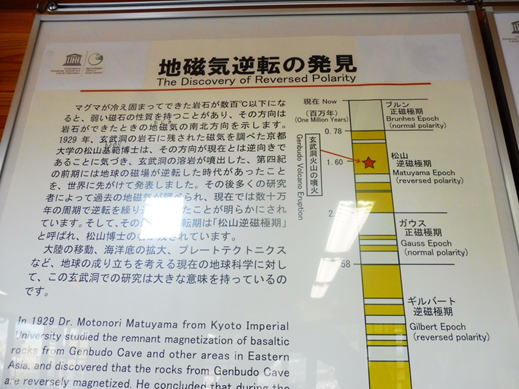 地磁気逆転の発見
The Discovery of Reversed Polarity
マグマが冷え固まってできた岩石が数百℃以下にな
ると、弱い磁石の性質を持つことがあり、その方向は
岩石ができたときの地磁気の南北方向を示します。
1929年、玄武洞の岩石に残された磁気を調べた京都
大学の松山基範博士は、その方向が現在とは逆向きで
あることに気づき、玄武洞の溶岩が噴出した、第四紀
の前期には地球の磁場が逆転した時代があったこと
を、世界に先がけて発表しました。その後多くの研究
者によって過去の地磁気が調べられ、現在では数十万
年の周期で逆転を繰り たことが明らかにされ
ています。そして、その 転期は「松山逆磁極期」
と呼ばれ、松山博士の されています。
大陸の移動、海洋底の拡大、プレートテクトニクス
など、地球の成り立ちを考える現在の地球科学に対し
て、この玄武洞での研究は大きな意味を持っているの
です。
In 1929 Dr. Motonori Matuyama from Kyoto Imperial
University studied the remnant magnetization of basaltic
rocks from Genbudo Cave and other areas in Eastern
Asia, and discovered that the rocks from Genbudo Cave
are reversely magnetized. He concluded that during the
現在 Now
(百万年)
(One Million Years)
0.78
1.60
2.
58
玄武洞火山の噴火
Genbudo Volcano Eruption
ブルン
正磁極期
Brunhes Epoch
(normal polarity)
松山
逆磁極期
Matuyama Epoch
(reversed polarity)
ガウス
正磁極期
Gauss Epoch
(normal polarity)
ギルバート
逆磁極期
Gilbert Epoch
(reversed polarity)